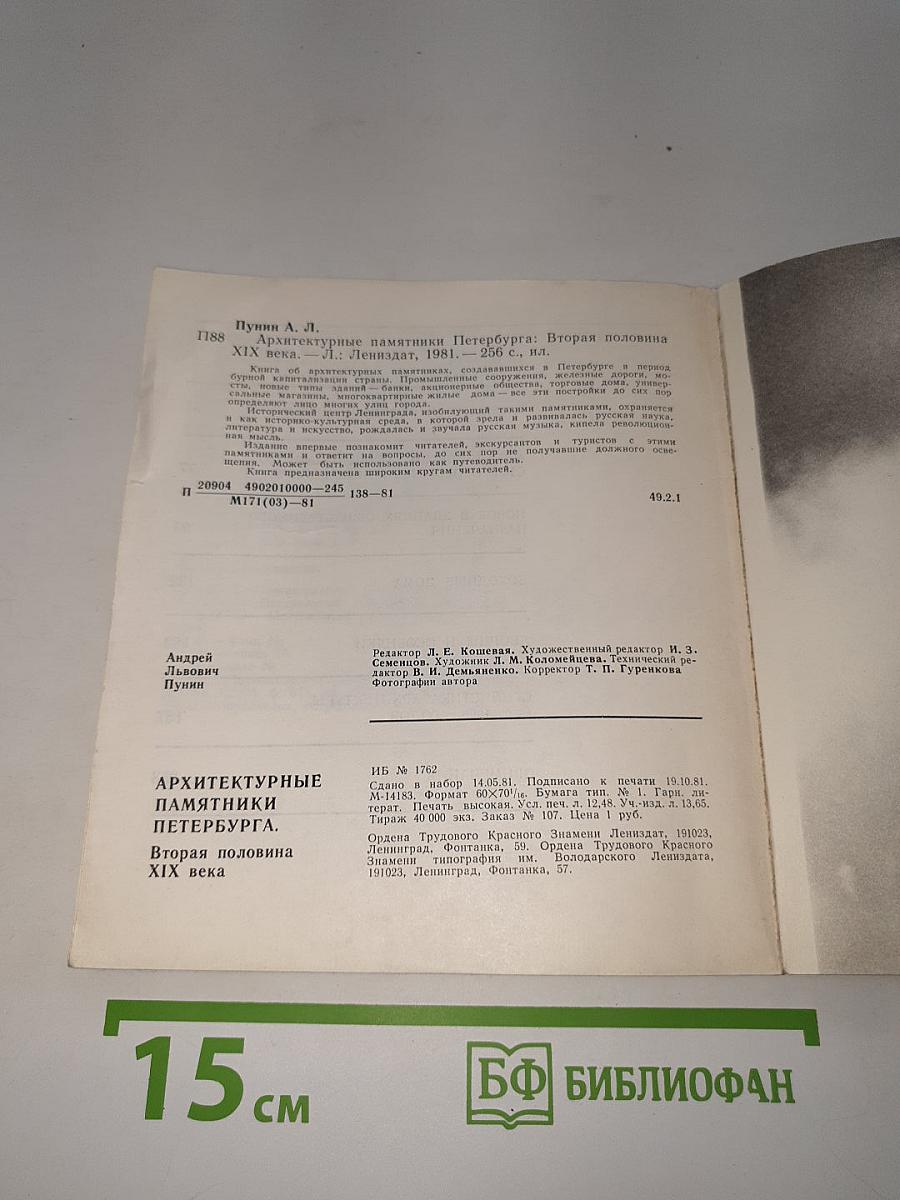 Пунин А. Л.
П88 Архитектурные памятники Петербурга: Вторая половина
XIX века. — Л.: Лениздат, 1981. — 256 с., ил.
Книга об архитектурных памятниках, создававшихся в Петербурге в период
бурной капитализации страны. Промышленные сооружения, железные дороги, мо-
сты, новые типы зданий — банки, акционерные общества, торговые дома, универ-
сальные магазины, многоквартирные жилые дома — все эти постройки до сих пор
определяют лицо многих улиц города.
Исторический центр Ленинграда, изобилующий такими памятниками, охраняется
и как историко-культурная среда, в которой зрела и развивалась русская наука,
литература и искусство, рождалась и звучала русская музыка, кипела революцион-
ная мысль.
Издание впервые познакомит читателей, экскурсантов и туристов с этими
памятниками и ответит на вопросы, до сих пор не получавшие должного осве-
щения. Может быть использовано как путеводитель.
Книга предназначена широким кругам читателей.
П 20904 4902010000—245 138—81
М171(03)—81
49.2.1
Андрей
Львович
Пунин
Редактор Л. Е. Кошевая. Художественный редактор И. З.
Семенцов. Художник Л. М. Коломейцева. Технический ре-
дактор В. И. Демьяненко. Корректор Т. П. Гуренкова
Фотографии автора
АРХИТЕКТУРНЫЕ
ПАМЯТНИКИ
ПЕТЕРБУРГА.
Вторая половина
XIX века
ИБ № 1762
Сдано в набор 14.05.81. Подписано к печати 19.10.81.
М-14183. Формат 60×70¹/₁₆. Бумага тип. № 1. Гарн. ли-
терат. Печать высокая. Усл. печ. л. 12,48. Уч.-изд. л. 13,65.
Тираж 40 000 экз. Заказ № 107. Цена 1 руб.
Ордена Трудового Красного Знамени Лениздат, 191023,
Ленинград, Фонтанка, 59. Ордена Трудового Красного
Знамени типография им. Володарского Лениздата,
191023, Ленинград, Фонтанка, 57.
15 см
БФ БИБЛИОФАН